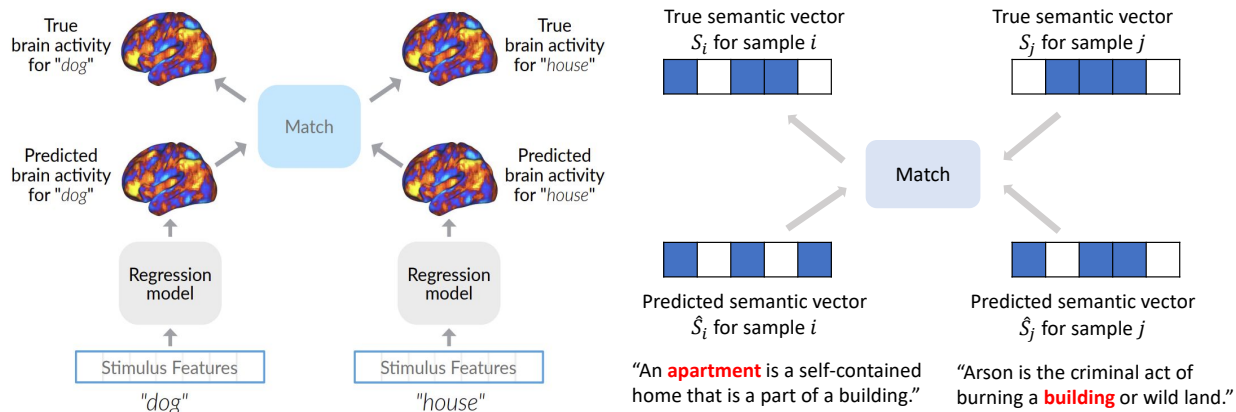 True
brain activity
for "dog"
True
brain activity
for "house"
Match
Predicted
brain activity
for "dog"
Predicted
brain activity
for "house"
Regression
model
Regression
model
Stimulus Features
Stimulus Features
"dog"
"house"
True semantic vector
S_i for sample i
True semantic vector
S_j for sample j
Match
Predicted semantic vector
Ŝ_i for sample i
Predicted semantic vector
Ŝ_j for sample j
“An apartment is a self-contained
home that is a part of a building.”
“Arson is the criminal act of
burning a building or wild land.”